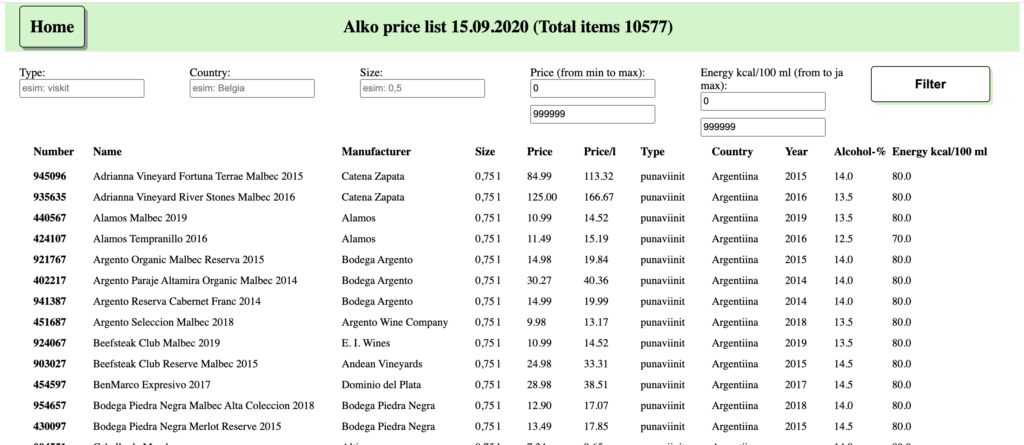 Home
Alko price list 15.09.2020 (Total items 10577)
Type: Country: Size: Price (from min to max): Energy kcal/100 ml (from to ja
max):
esim: viskit esim: Belgia esim: 0,5 0 0
999999 999999
Filter
Number Name Manufacturer Size Price Price/l Type Country Year Alcohol-% Energy kcal/100 ml
945096 Adrianna Vineyard Fortuna Terrae Malbec 2015 Catena Zapata 0,75 l 84.99 113.32 punaviinit Argentiina 2015 14.0 80.0
935635 Adrianna Vineyard River Stones Malbec 2016 Catena Zapata 0,75 l 125.00 166.67 punaviinit Argentiina 2016 13.5 80.0
440567 Alamos Malbec 2019 Alamos 0,75 l 10.99 14.52 punaviinit Argentiina 2019 13.5 80.0
424107 Alamos Tempranillo 2016 Alamos 0,75 l 11.49 15.19 punaviinit Argentiina 2016 12.5 70.0
921767 Argento Organic Malbec Reserva 2015 Bodega Argento 0,75 l 14.98 19.84 punaviinit Argentiina 2015 14.0 80.0
402217 Argento Paraje Altamira Organic Malbec 2014 Bodega Argento 0,75 l 30.27 40.36 punaviinit Argentiina 2014 14.0 80.0
941387 Argento Reserva Cabernet Franc 2014 Bodega Argento 0,75 l 14.99 19.99 punaviinit Argentiina 2014 14.0 80.0
451687 Argento Seleccion Malbec 2018 Argento Wine Company 0,75 l 9.98 13.17 punaviinit Argentiina 2018 13.5 80.0
924067 Beefsteak Club Malbec 2019 E. I. Wines 0,75 l 10.99 14.52 punaviinit Argentiina 2019 13.5 80.0
903027 Beefsteak Club Reserve Malbec 2015 Andean Vineyards 0,75 l 24.98 33.31 punaviinit Argentiina 2015 14.5 80.0
454597 BenMarco Expresivo 2017 Dominio del Plata 0,75 l 28.98 38.51 punaviinit Argentiina 2017 14.5 80.0
954657 Bodega Piedra Negra Malbec Alta Coleccion 2018 Bodega Piedra Negra 0,75 l 12.90 17.07 punaviinit Argentiina 2018 14.0 80.0
430097 Bodega Piedra Negra Merlot Reserve 2015 Bodega Piedra Negra 0,75 l 13.49 17.85 punaviinit Argentiina 2015 14.5 80.0